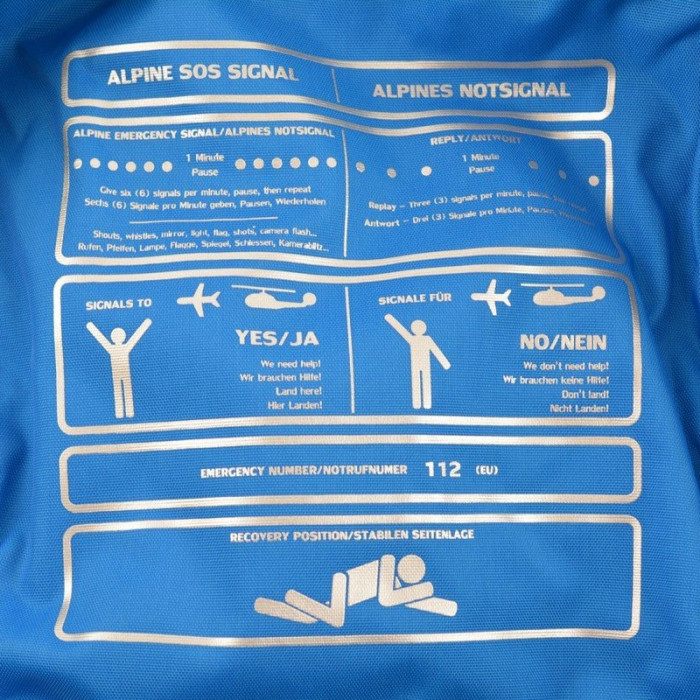 ALPINE SOS SIGNAL
ALPINES NOTSIGNAL
ALPINE EMERGENCY SIGNAL/ALPINES NOTSIGNAL
1 Minute
Pause
Give six (6) signals per minute, pause, then repeat
Sechs (6) Signale pro Minute geben, Pausen, Wiederholen
Shouts, whistles, mirror, light, flag, shots, camera flash...
Rufen, Pfeifen, Lampe, Flagge, Spiegel, Schiessen, Kamerablitz...
REPLY/ANTWORT
1 Minute
Pause
Replay – Three (3) signals per minute, pause,
Antwort – Drei (3) Signale pro Minute, Pausen,
SIGNALS TO
YES/JA
We need help!
Wir brauchen Hilfe!
Land here!
Hier Landen!
SIGNALE FÜR
NO/NEIN
We don't need help!
Wir brauchen keine Hilfe!
Don't land!
Nicht Landen!
EMERGENCY NUMBER/NOTRUFNUMER 112 (EU)
RECOVERY POSITION/STABILEN SEITENLAGE